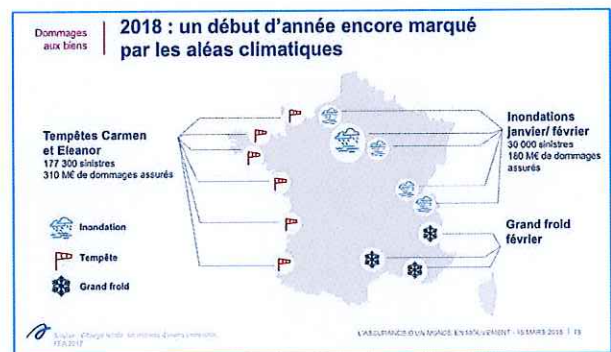 Dommages
aux biens
2018 : un début d'année encore marqué
par les aléas climatiques
Tempêtes Carmen
et Eleanor
177 300 sinistres
310 M€ de dommages
assurés
Inondations
janvier/ février
30 000 sinistres
160 M€ de dommages
assurés
Grand froid
février
Inondation
Tempête
Grand froid
L'ASSURANCE D'UN MONDE EN MOUVEMENT - 15 MARS 2018